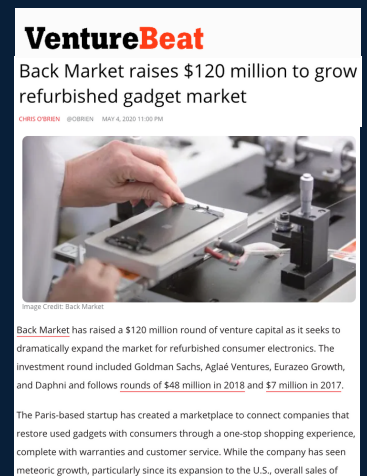 VentureBeat
Back Market raises $120 million to grow
refurbished gadget market
CHRIS O'BRIEN @OBRIEN MAY 4, 2020 11:00 PM
Image Credit: Back Market
Back Market has raised a $120 million round of venture capital as it seeks to
dramatically expand the market for refurbished consumer electronics. The
investment round included Goldman Sachs, Aglaé Ventures, Eurazeo Growth,
and Daphni and follows rounds of $48 million in 2018 and $7 million in 2017.
The Paris-based startup has created a marketplace to connect companies that
restore used gadgets with consumers through a one-stop shopping experience,
complete with warranties and customer service. While the company has seen
meteoric growth, particularly since its expansion to the U.S., overall sales of